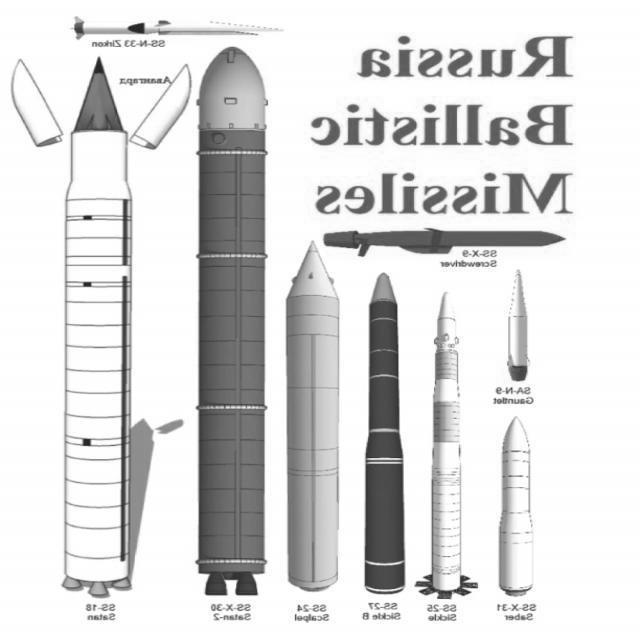 Russia
Ballistic
Missiles
SS-N-33 Zirkon
Авангард
SS-X-9
Screwdriver
SA-N-9
Gauntlet
SS-18
Satan
SS-X-30
Satan-2
SS-24
Scalpel
SS-27
Sickle B
SS-25
Sickle
SS-X-31
Saber